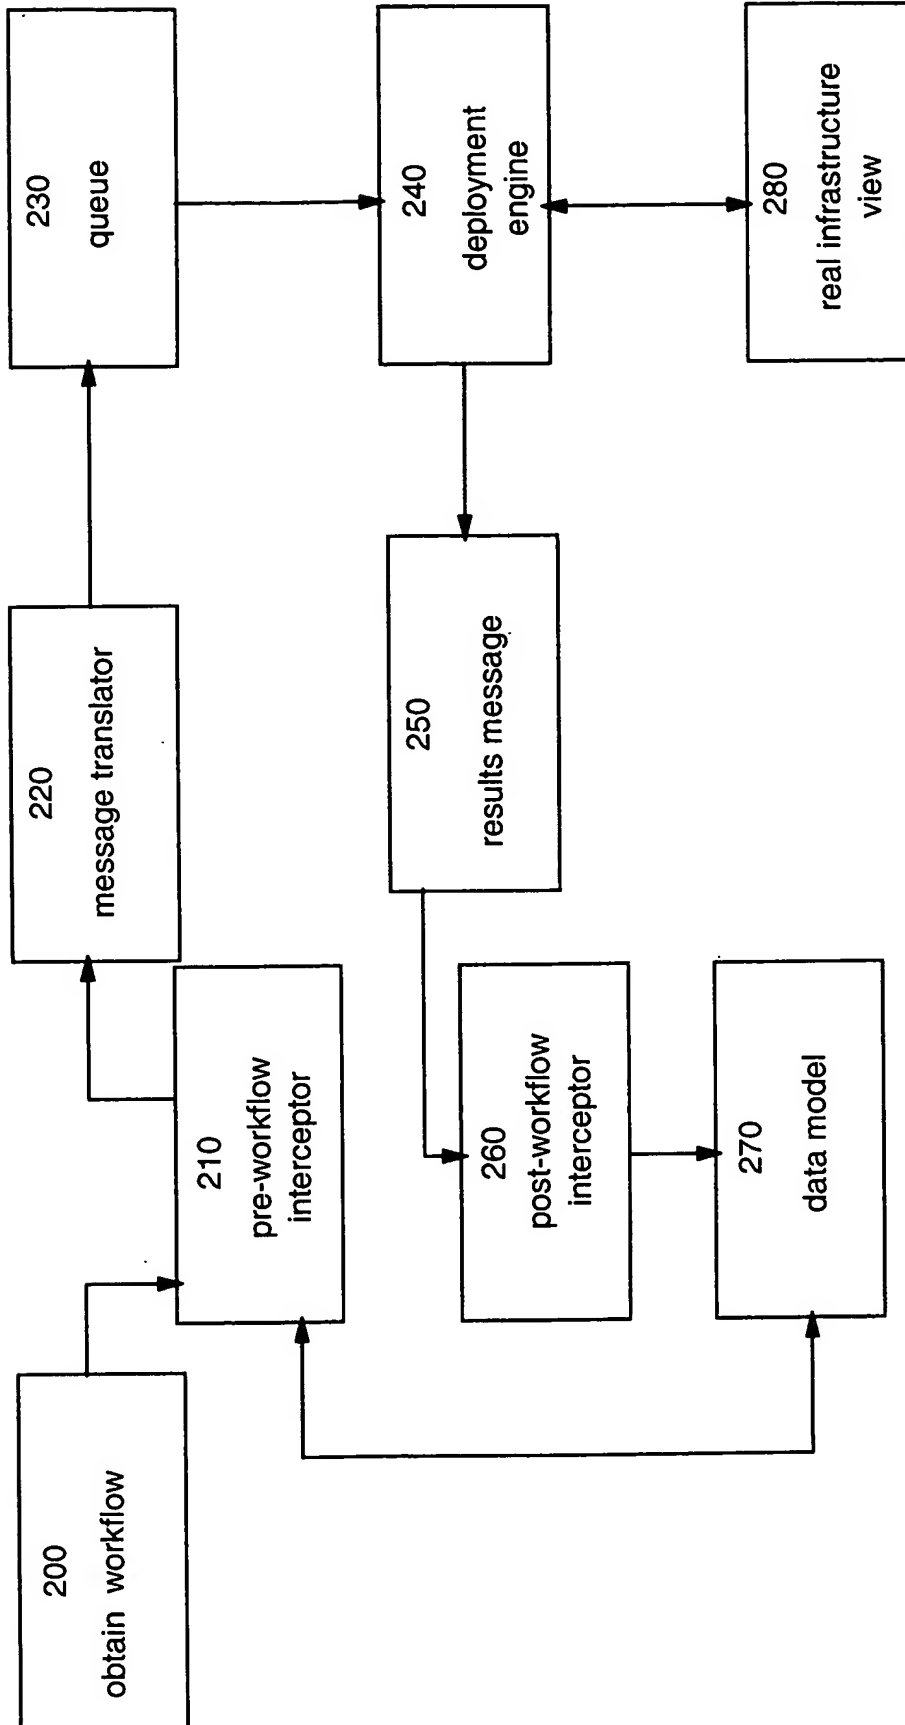 200
obtain workflow
210
pre-workflow
interceptor
220
message translator
230
queue
240
deployment
engine
250
results message
260
post-workflow
interceptor
270
data model
280
real infrastructure
view